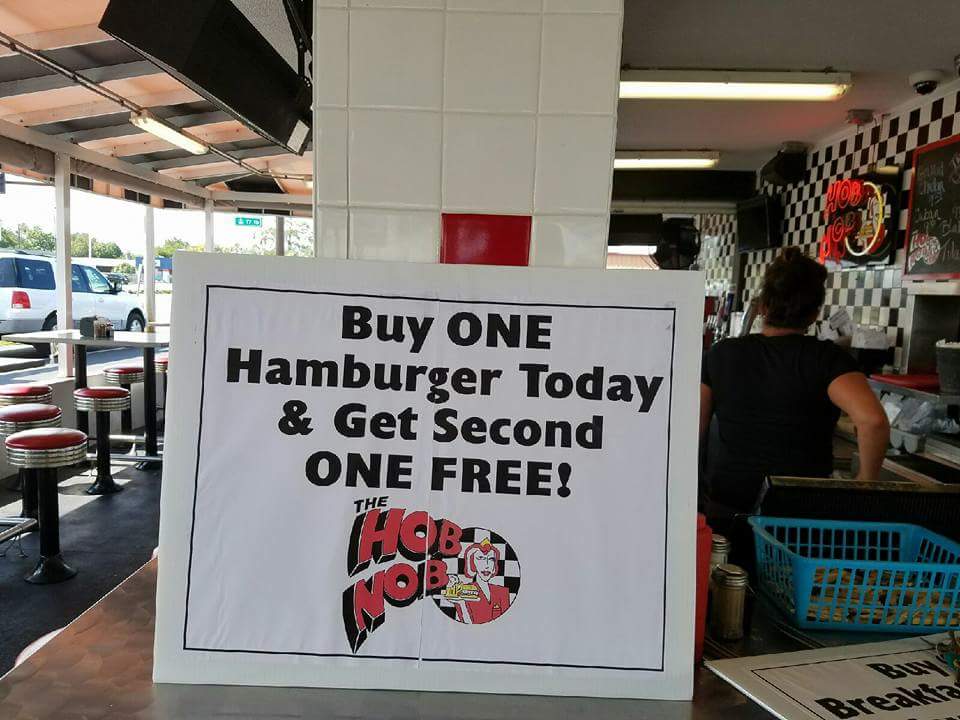 Buy ONE
Hamburger Today
& Get Second
ONE FREE!
THE
HOB
NOB
HOB
NOB
Buy
Breakfa